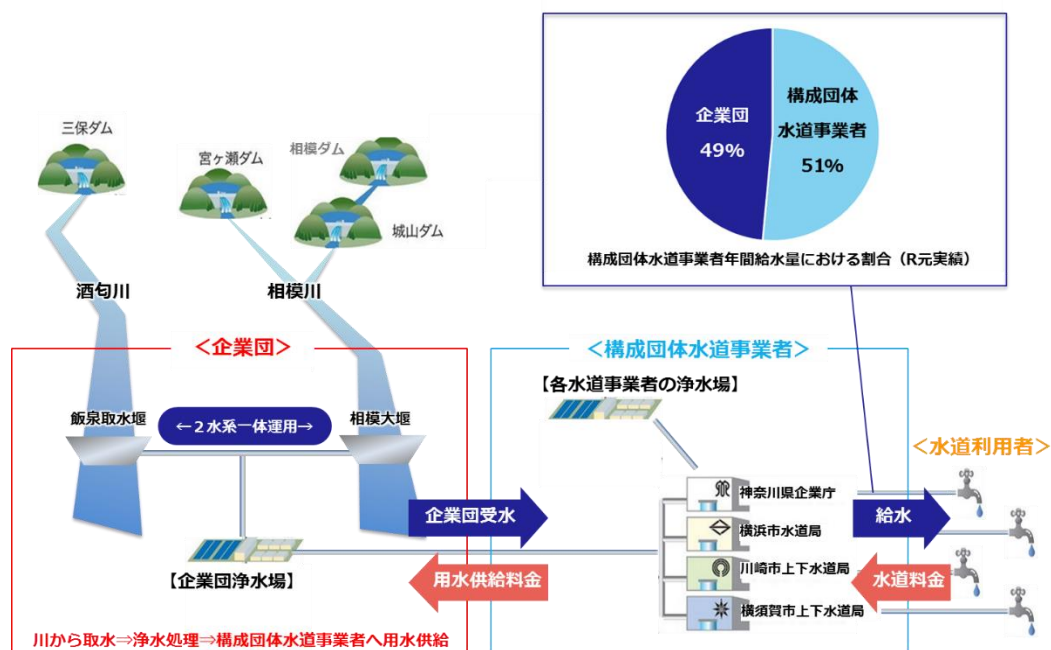 企業団
49%
構成団体
水道事業者
51%
構成団体水道事業者年間給水量における割合（R元実績）
三保ダム
宮ヶ瀬ダム
相模ダム
城山ダム
酒匂川
相模川
＜企業団＞
＜構成団体水道事業者＞
【各水道事業者の浄水場】
飯泉取水堰
←２水系一体運用→
相模大堰
＜水道利用者＞
神奈川県企業庁
企業団受水
横浜市水道局
給水
【企業団浄水場】
用水供給料金
川崎市上下水道局
水道料金
横須賀市上下水道局
川から取水⇒浄水処理⇒構成団体水道事業者へ用水供給